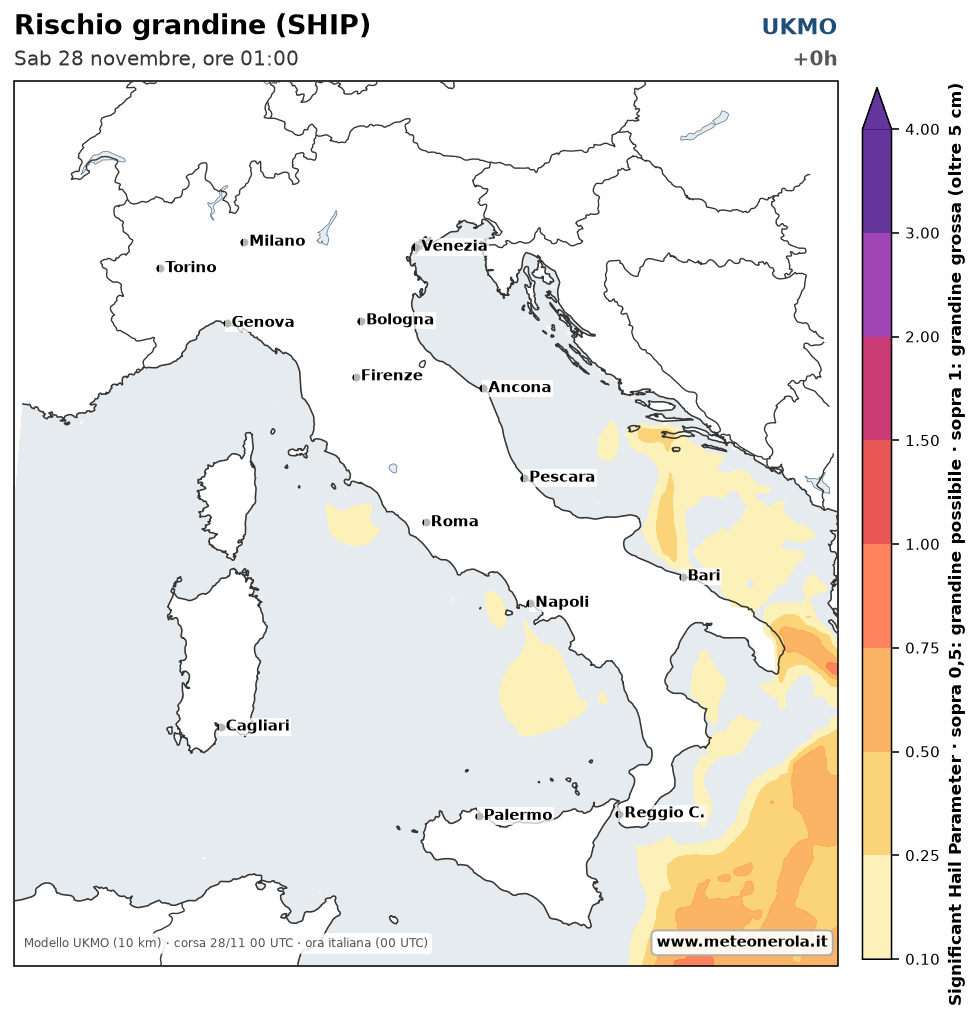 Rischio grandine (SHIP)
UKMO
Sab 28 novembre, ore 01:00
+0h
Milano
Venezia
Torino
Genova
Bologna
Firenze
Ancona
Pescara
Roma
Bari
Napoli
Cagliari
Palermo
Reggio C.
Modello UKMO (10 km) · corsa 28/11 00 UTC · ora italiana (00 UTC)
www.meteonerola.it
4.00
3.00
2.00
1.50
1.00
0.75
0.50
0.25
0.10
Significant Hail Parameter · sopra 0,5: grandine possibile · sopra 1: grandine grossa (oltre 5 cm)